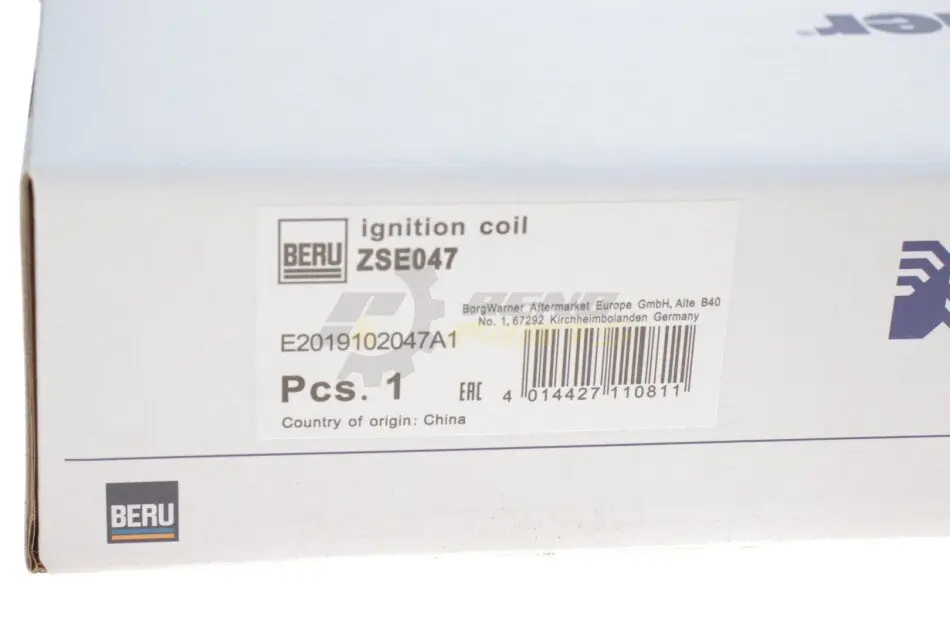 ner®
BERU
ignition coil
ZSE047
BorgWarner Aftermarket Europe GmbH, Alte B40
No. 1, 67292 Kirchheimbolanden Germany
E2019102047A1
Pcs. 1
EAC
4 014427 110811
Country of origin: China
BERU